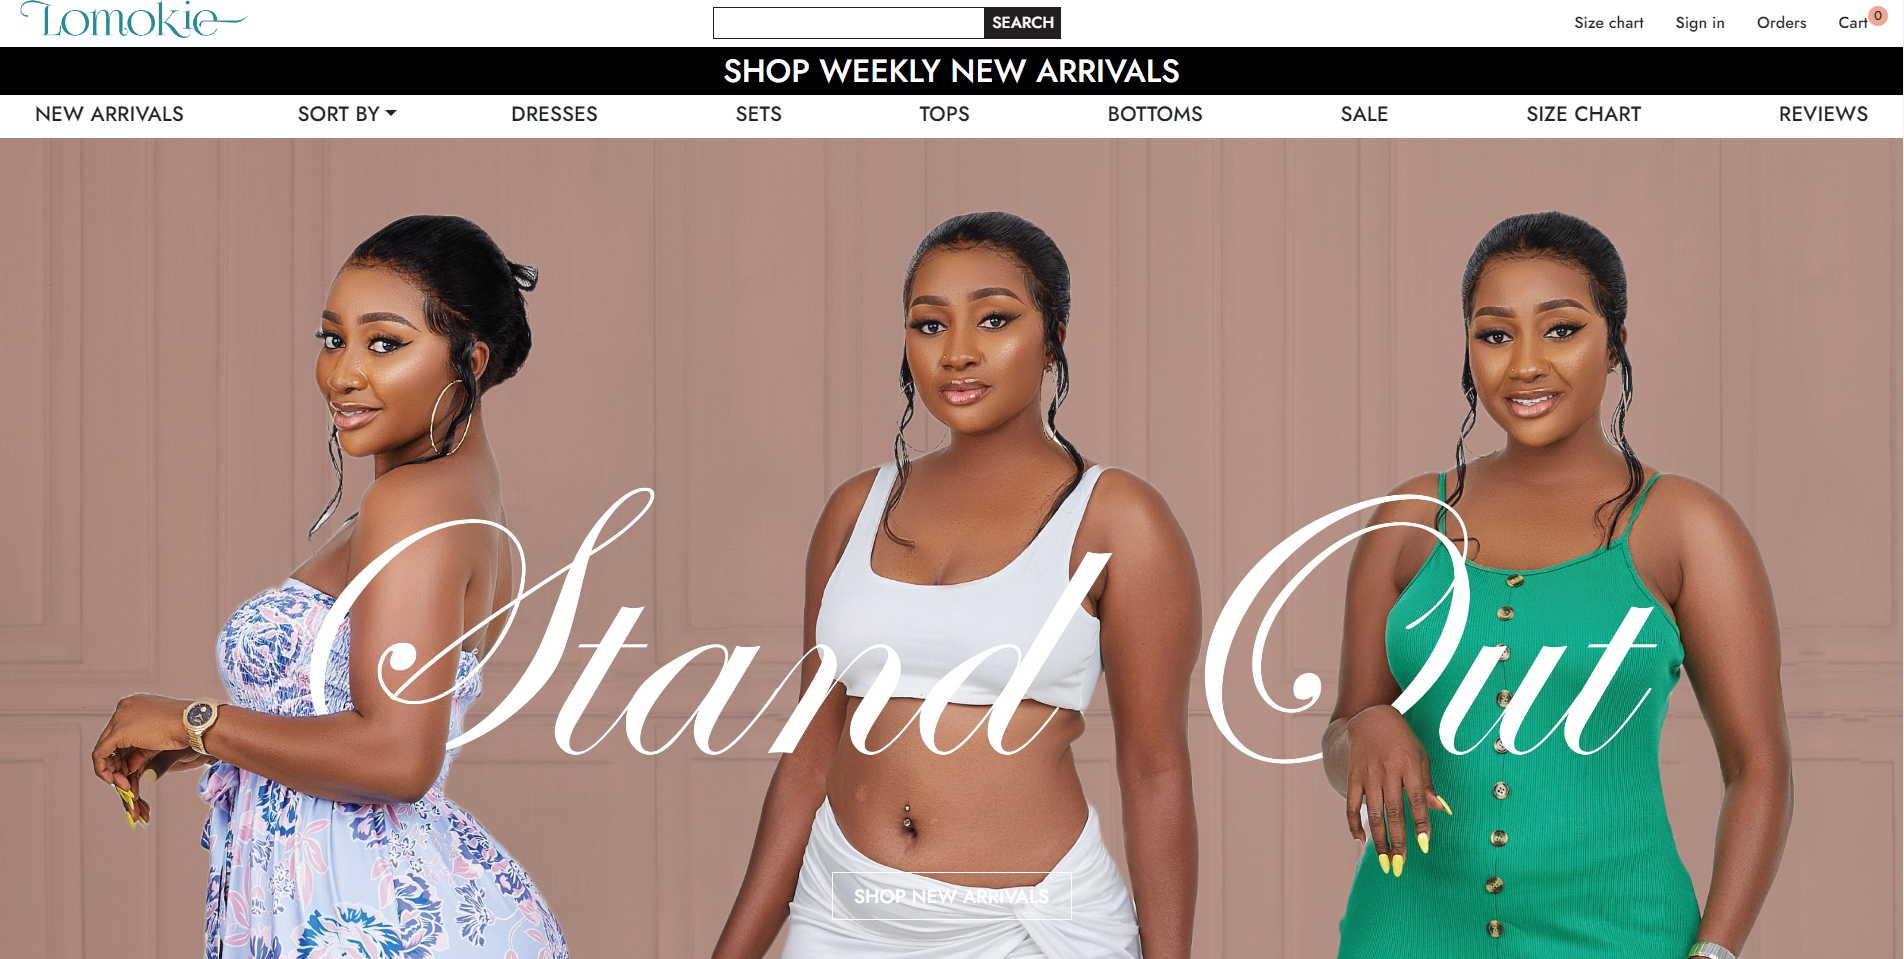 Lomokie
SEARCH
Size chart
Sign in
Orders
Cart
0
SHOP WEEKLY NEW ARRIVALS
NEW ARRIVALS
SORT BY
DRESSES
SETS
TOPS
BOTTOMS
SALE
SIZE CHART
REVIEWS
Stand Out
SHOP NEW ARRIVALS